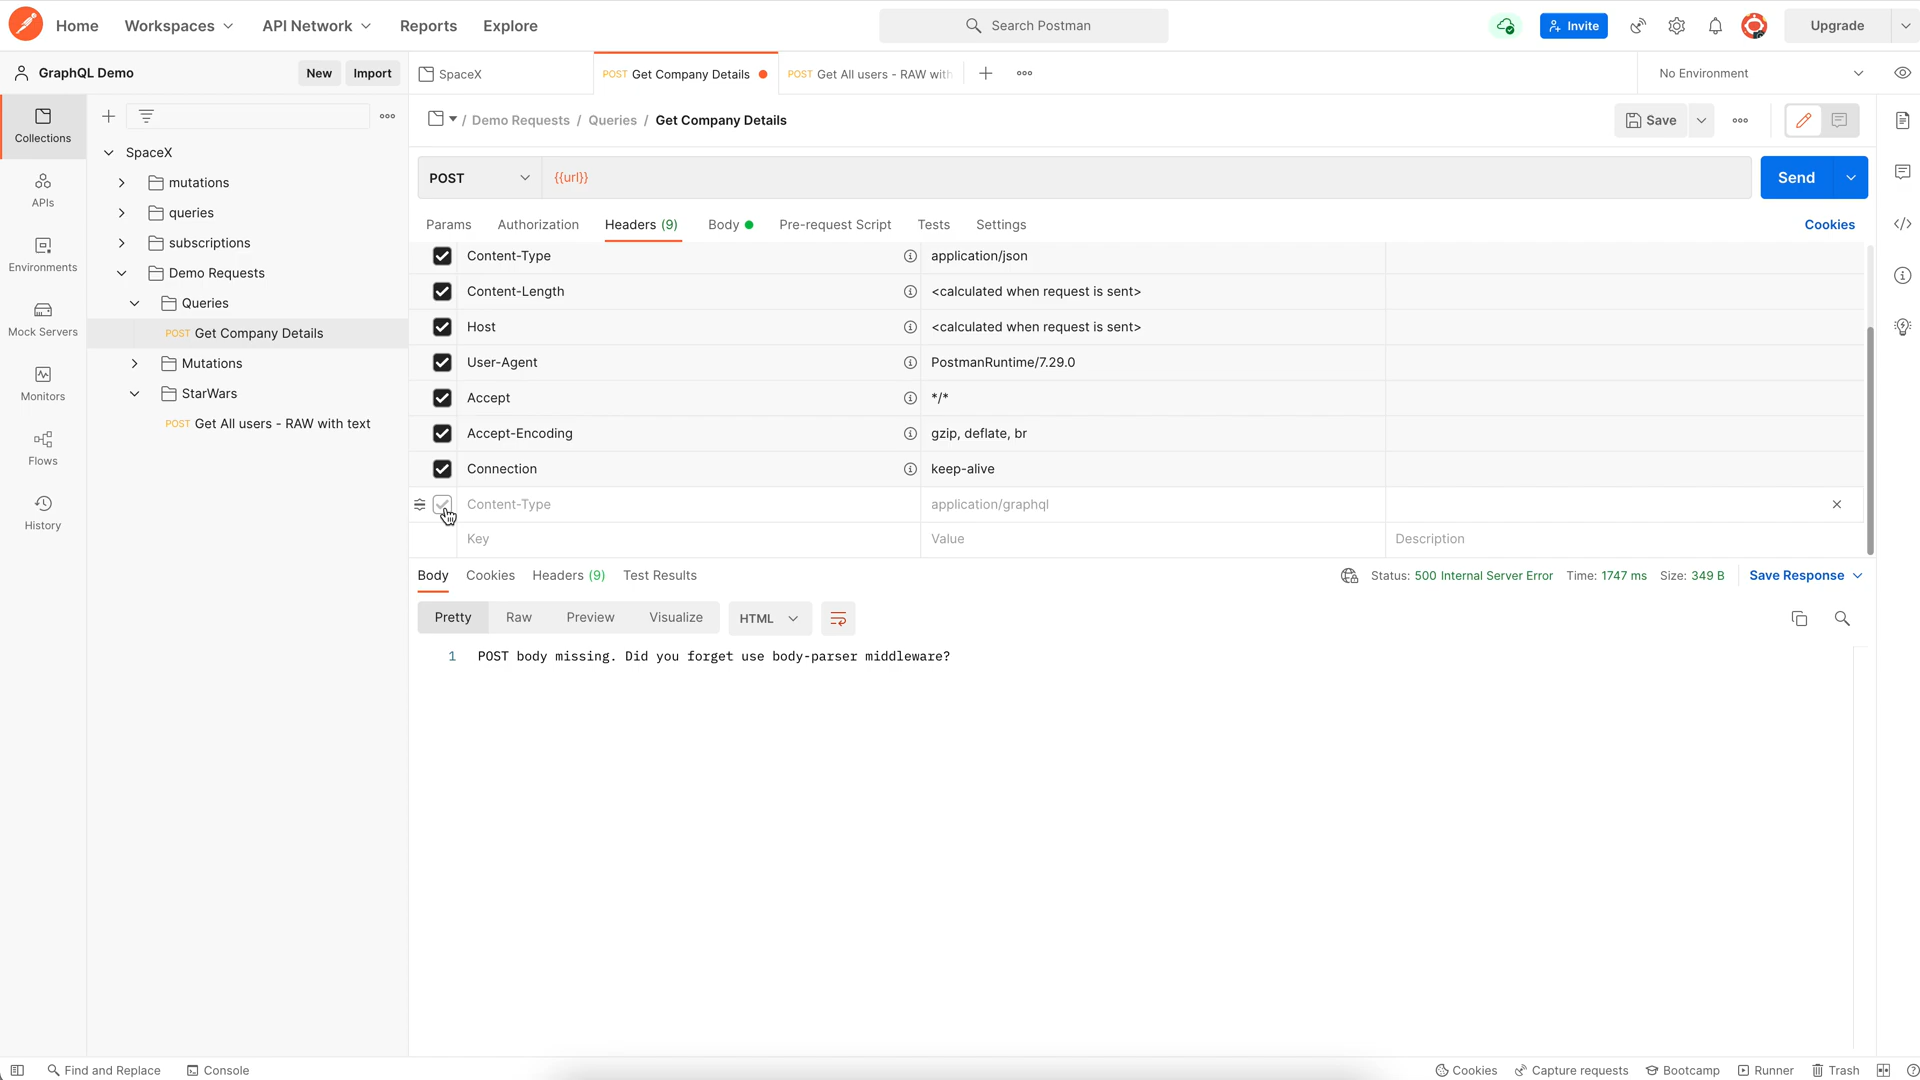 Home Workspaces API Network Reports Explore Search Postman Invite Upgrade
GraphQL Demo New Import SpaceX POST Get Company Details POST Get All users - RAW with No Environment
Collections
Demo Requests / Queries / Get Company Details Save
/
SpaceX
POST {{url}} Send
mutations
APIs
queries
Params Authorization Headers (9) Body Pre-request Script Tests Settings Cookies
subscriptions
Content-Type application/json
Environments
Demo Requests
Content-Length <calculated when request is sent>
Queries
Host <calculated when request is sent>
Mock Servers
POST Get Company Details
User-Agent PostmanRuntime/7.29.0
Mutations
Monitors
Accept */*
StarWars
POST Get All users - RAW with text
Accept-Encoding gzip, deflate, br
Flows
Connection keep-alive
Content-Type application/graphql
History
Key Value Description
Body Cookies Headers (9) Test Results Status: 500 Internal Server Error Time: 1747 ms Size: 349 B Save Response
Pretty Raw Preview Visualize HTML
1 POST body missing. Did you forget use body-parser middleware?
Find and Replace Console Cookies Capture requests Bootcamp Runner Trash